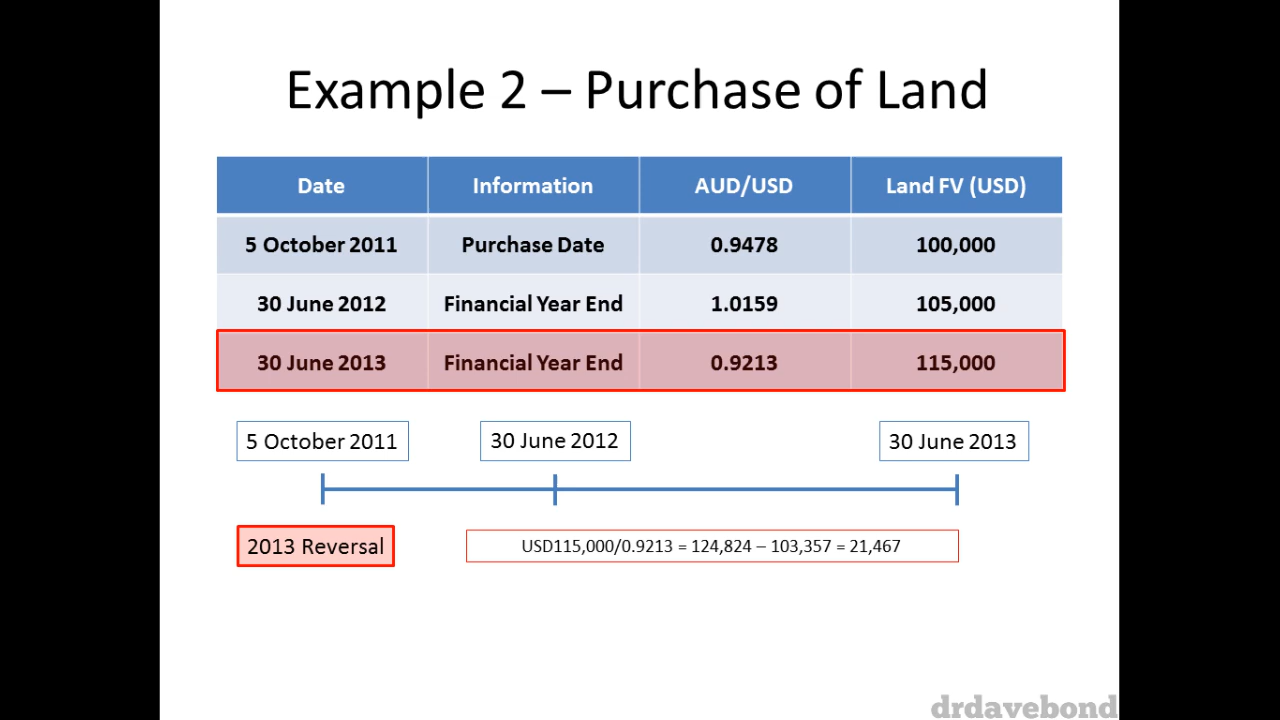 Example 2 – Purchase of Land
Date Information AUD/USD Land FV (USD)
5 October 2011 Purchase Date 0.9478 100,000
30 June 2012 Financial Year End 1.0159 105,000
30 June 2013 Financial Year End 0.9213 115,000
5 October 2011 30 June 2012 30 June 2013
2013 Reversal USD115,000/0.9213 = 124,824 – 103,357 = 21,467
drdavebond